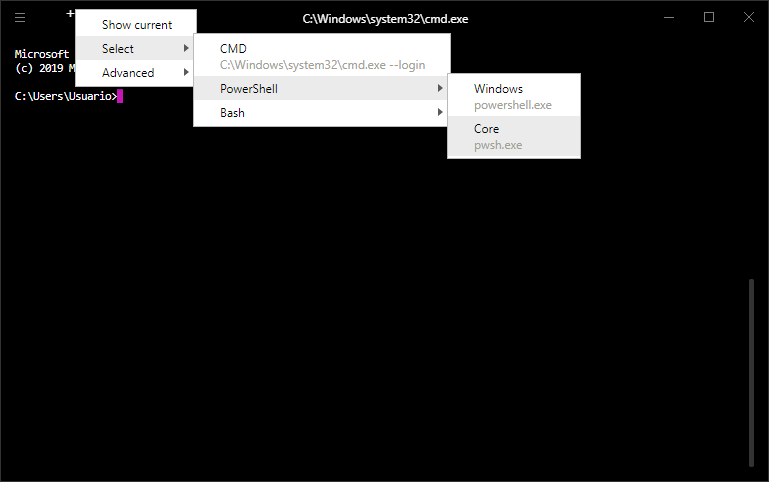 C:\Windows\system32\cmd.exe
+
Show current
Select
Advanced
CMD
C:\Windows\system32\cmd.exe --login
PowerShell
Bash
Windows
powershell.exe
Core
pwsh.exe
Microsoft
(c) 2019 M
C:\Users\Usuario>